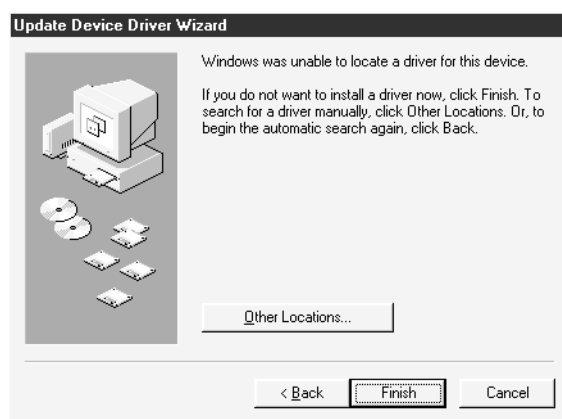 Update Device Driver Wizard
Windows was unable to locate a driver for this device.
If you do not want to install a driver now, click Finish. To
search for a driver manually, click Other Locations. Or, to
begin the automatic search again, click Back.
Other Locations...
< Back
Finish
Cancel